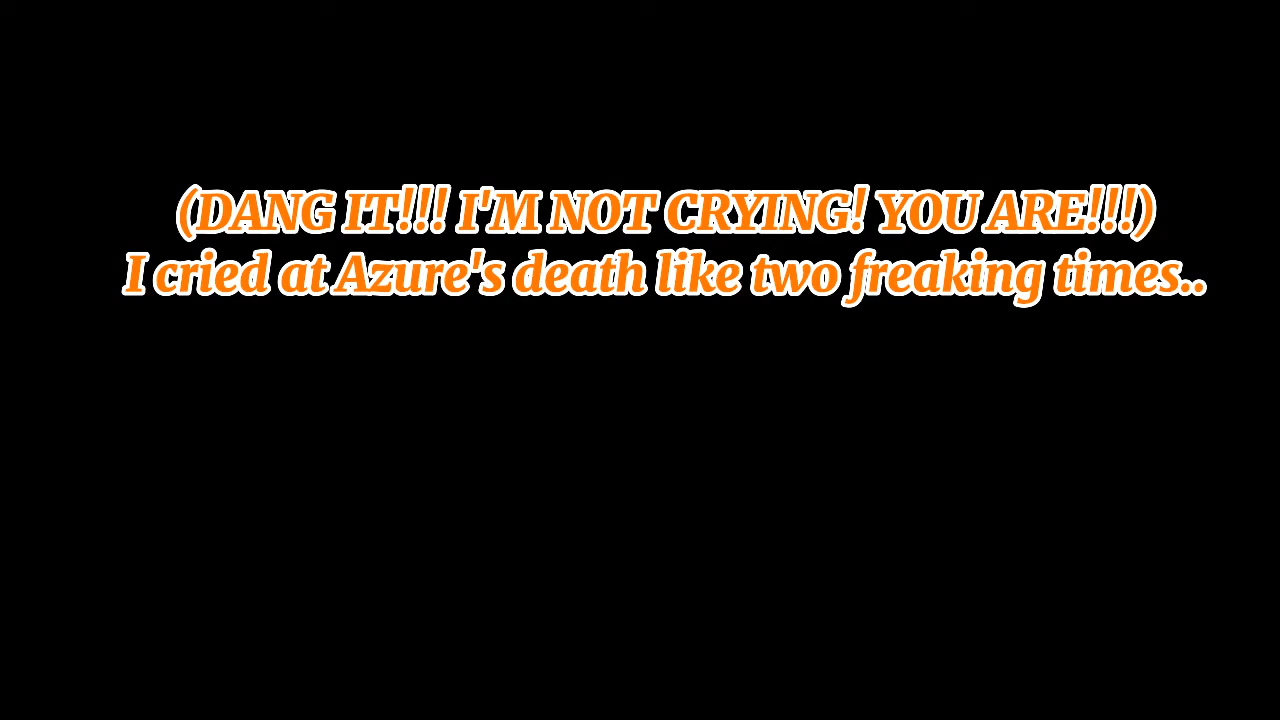 (DANG IT!!! I'M NOT CRYING! YOU ARE!!!)
I cried at Azure's death like two freaking times..